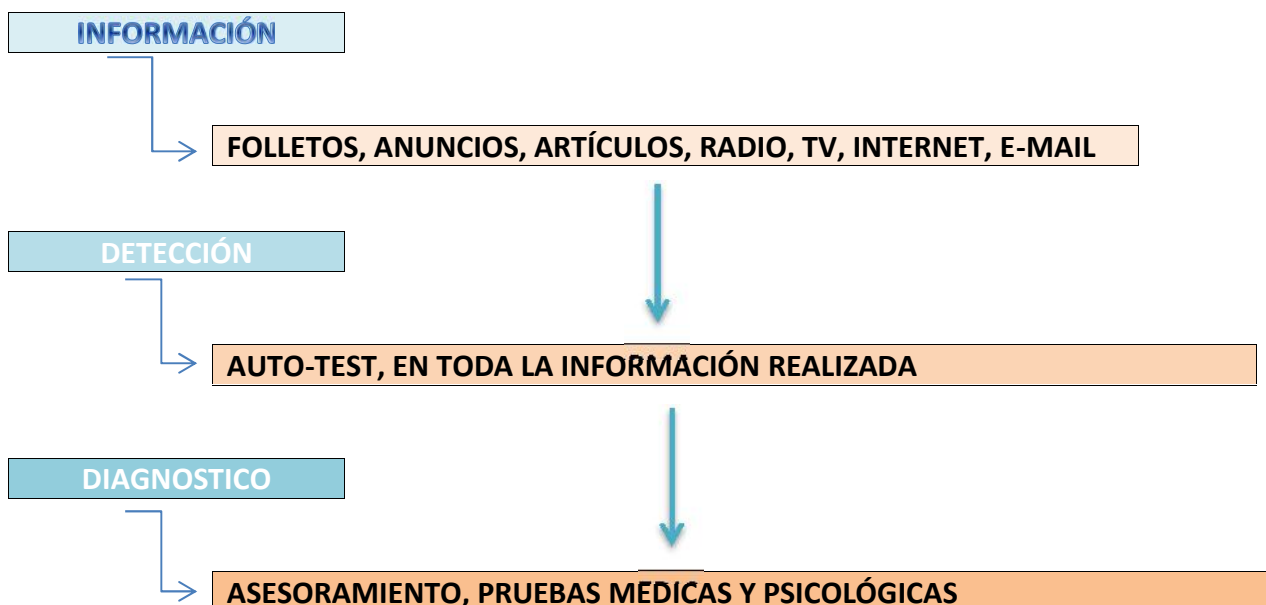 INFORMACIÓN
FOLLETOS, ANUNCIOS, ARTÍCULOS, RADIO, TV, INTERNET, E-MAIL
DETECCIÓN
AUTO-TEST, EN TODA LA INFORMACIÓN REALIZADA
DIAGNOSTICO
ASESORAMIENTO, PRUEBAS MEDICAS Y PSICOLÓGICAS